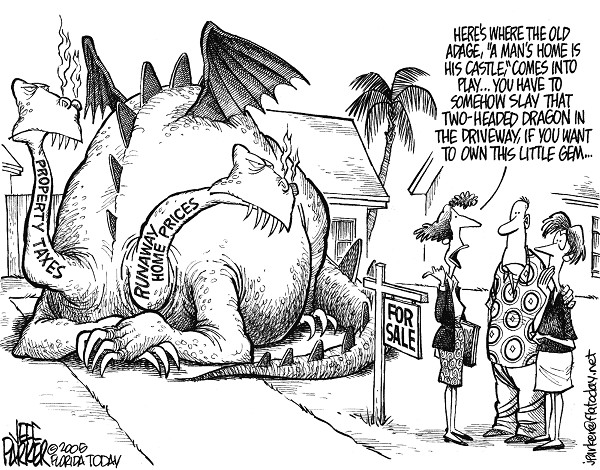 HERE'S WHERE THE OLD
ADAGE, "A MAN'S HOME IS
HIS CASTLE," COMES INTO
PLAY... YOU HAVE TO
SOMEHOW SLAY THAT
TWO-HEADED DRAGON IN
THE DRIVEWAY, IF YOU WANT
TO OWN THIS LITTLE GEM...
PROPERTY TAXES
RUNAWAY
HOME PRICES
FOR
SALE
JEFF
PARKER ©2005
FLORIDA TODAY
jparker@flatoday.net